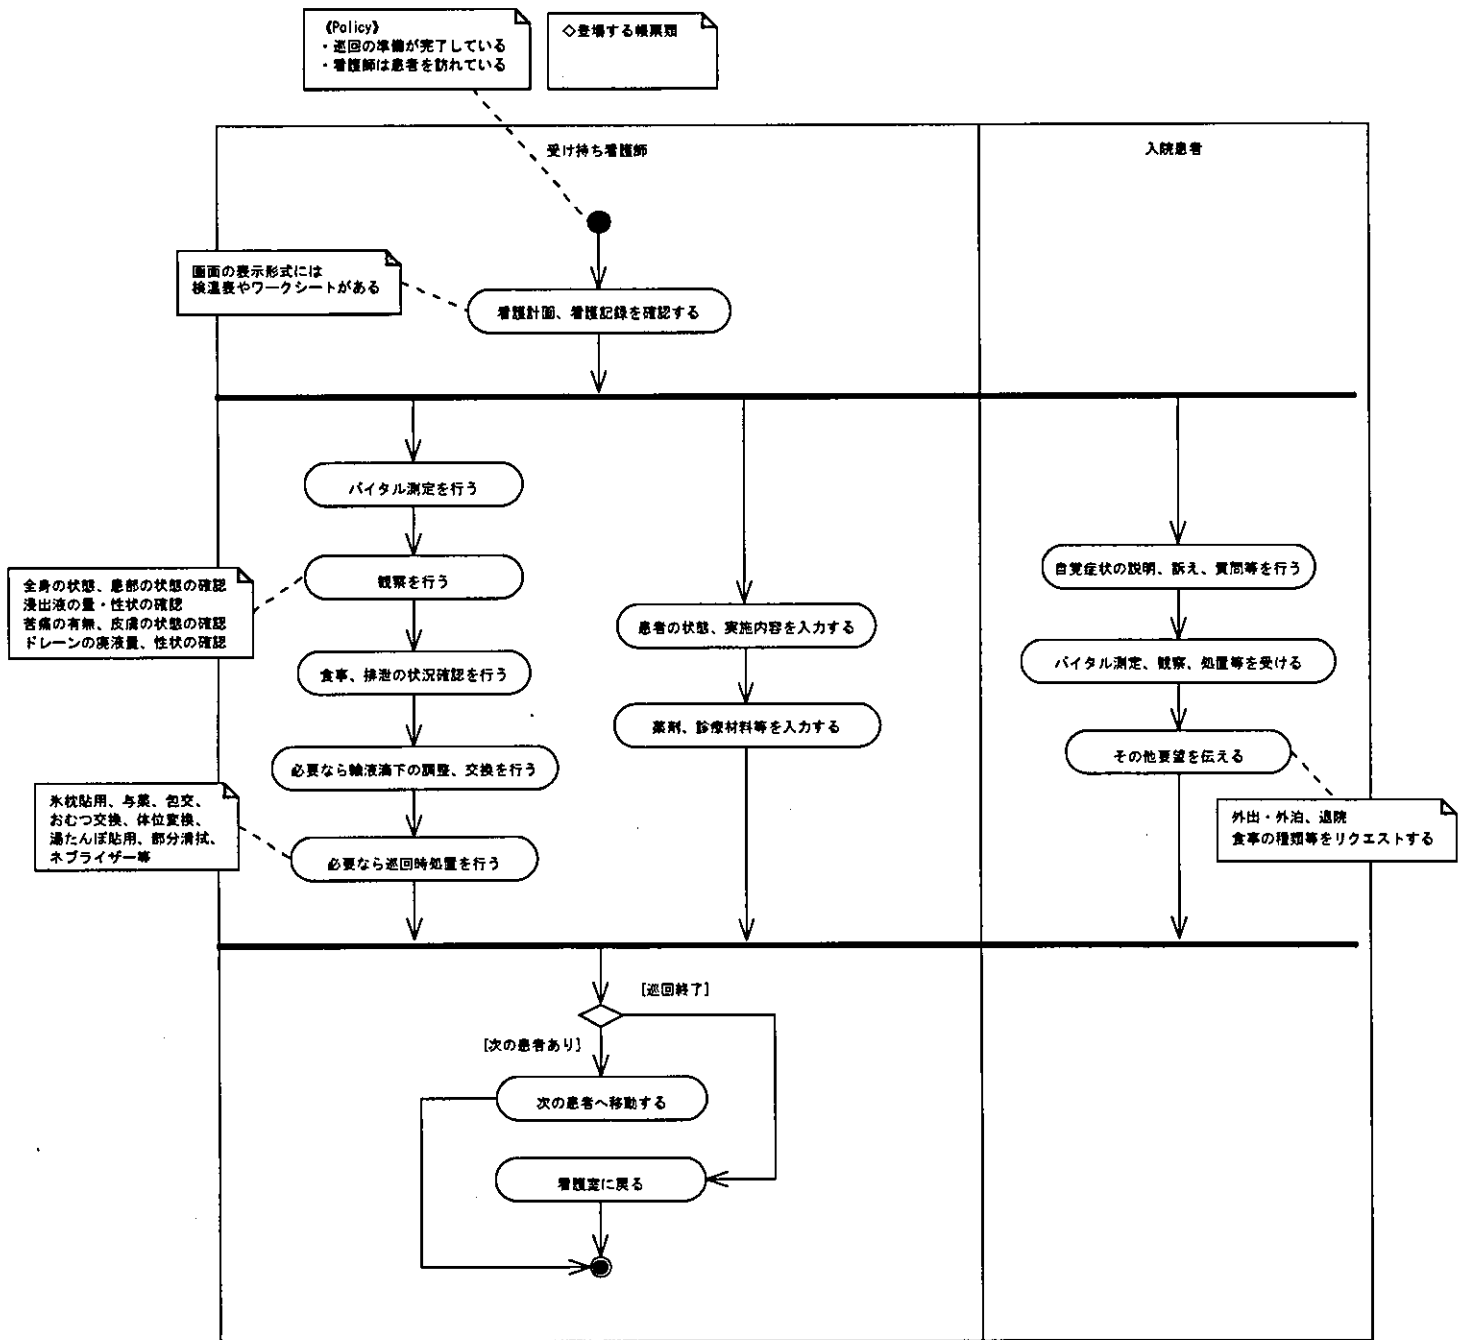 《Policy》
・巡回の準備が完了している
・看護師は患者を訪れている
◇登場する帳票類
受け持ち看護師
入院患者
画面の表示形式には
検温表やワークシートがある
看護計画、看護記録を確認する
バイタル測定を行う
観察を行う
全身の状態、患部の状態の確認
浸出液の量・性状の確認
苦痛の有無、皮膚の状態の確認
ドレーンの廃液量、性状の確認
食事、排泄の状況確認を行う
必要なら輸液滴下の調整、交換を行う
氷枕貼用、与薬、包交、
おむつ交換、体位変換、
湯たんぽ貼用、部分清拭、
ネブライザー等
必要なら巡回時処置を行う
患者の状態、実施内容を入力する
薬剤、診療材料等を入力する
自覚症状の説明、訴え、質問等を行う
バイタル測定、観察、処置等を受ける
その他要望を伝える
外出・外泊、退院
食事の種類等をリクエストする
[巡回終了]
[次の患者あり]
次の患者へ移動する
看護室に戻る